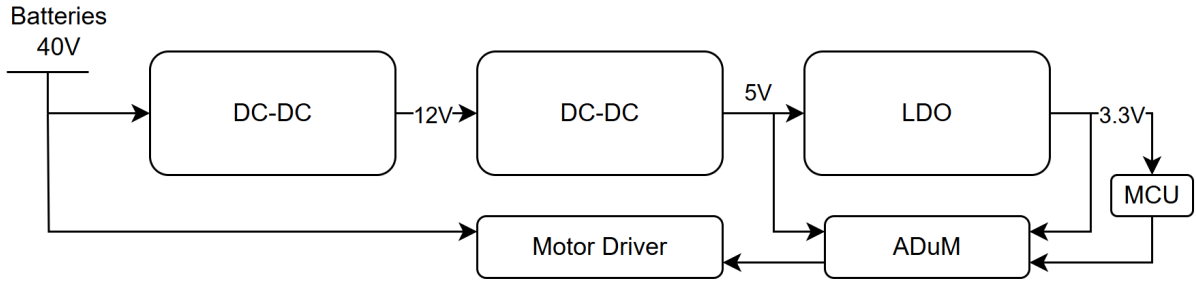 Batteries
40V
DC-DC
12V
DC-DC
5V
LDO
3.3V
MCU
Motor Driver
ADuM